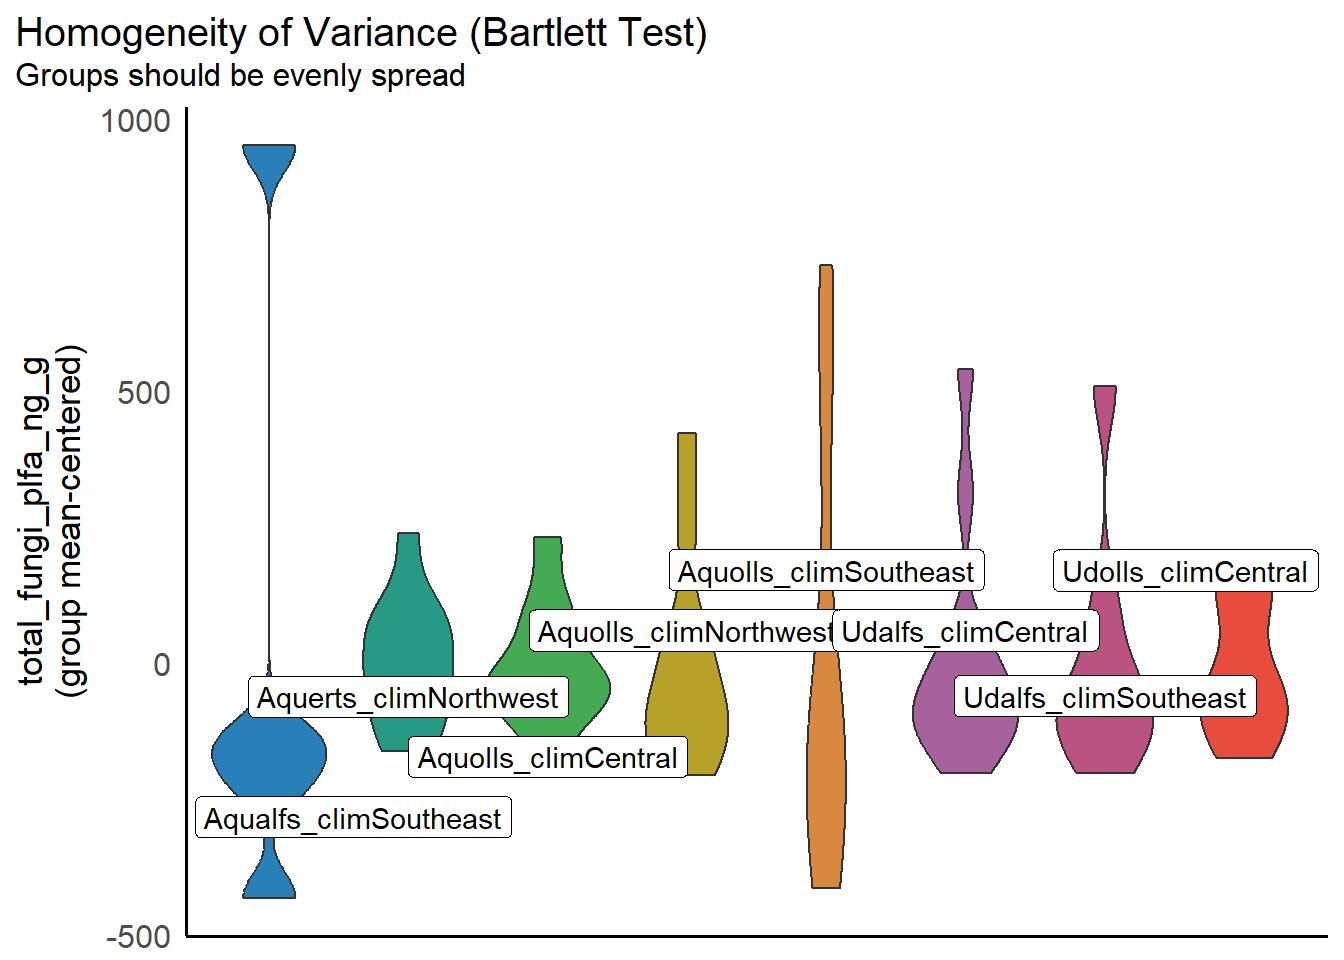 Homogeneity of Variance (Bartlett Test)
Groups should be evenly spread
total_fungi_plfa_ng_g
(group mean-centered)
1000
500
0
-500
Aquolls_climSoutheast
Udolls_climCentral
Aquolls_climNorthwest
Udalfs_climCentral
Aquerts_climNorthwest
Udalfs_climSoutheast
Aquolls_climCentral
Aqualfs_climSoutheast